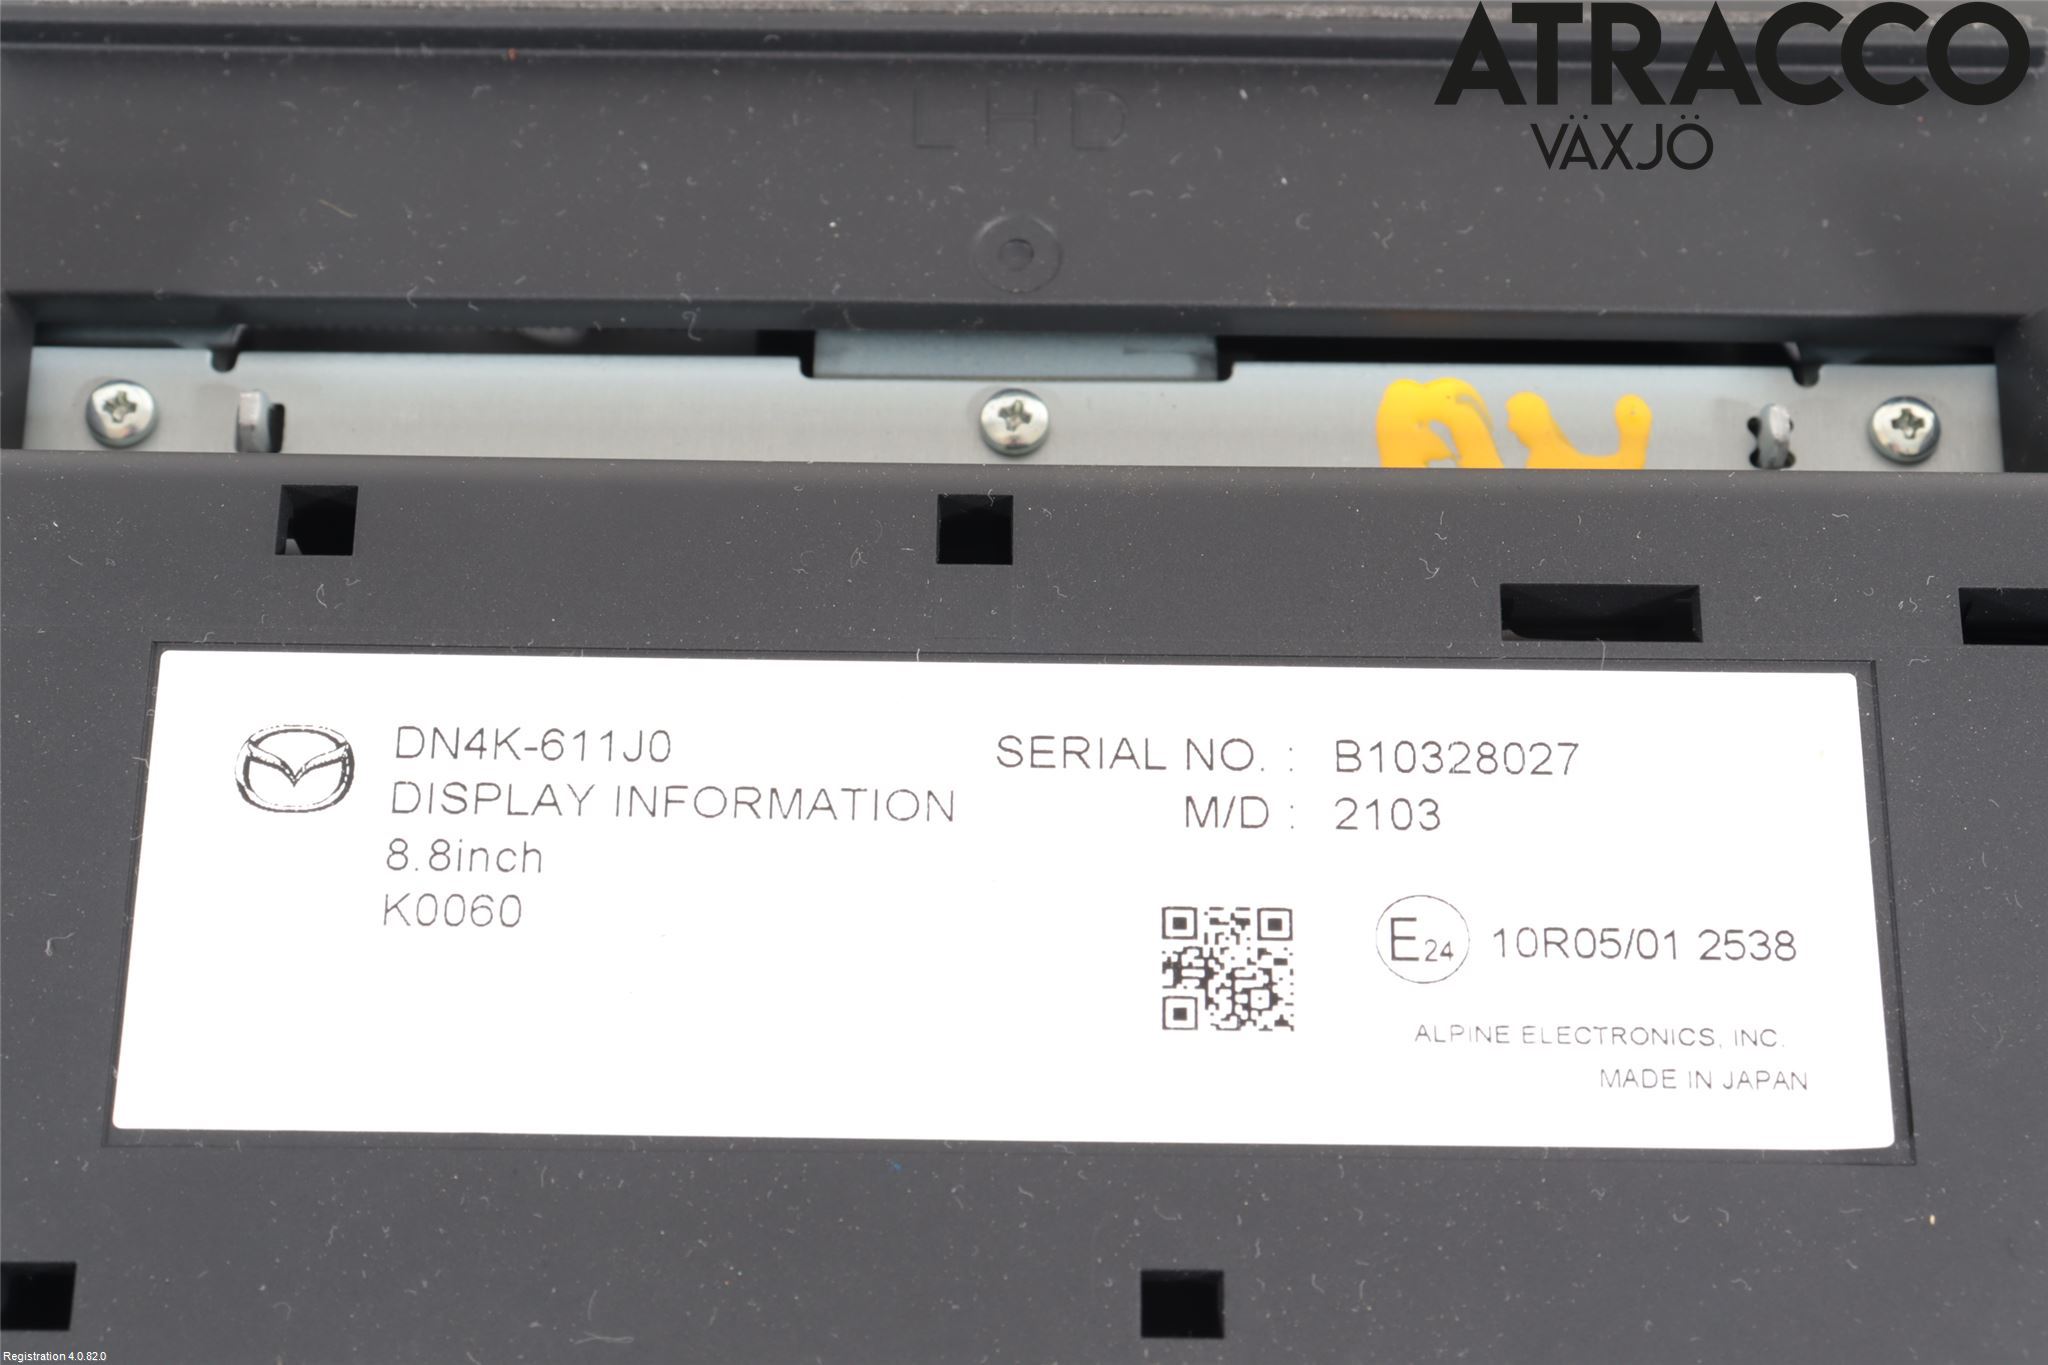 ATRACCO
VÄXJÖ
LHD
DN4K-611J0
DISPLAY INFORMATION
8.8inch
K0060
SERIAL NO. : B10328027
M/D : 2103
E24 10R05/01 2538
ALPINE ELECTRONICS, INC.
MADE IN JAPAN
Registration 4.0.82.0